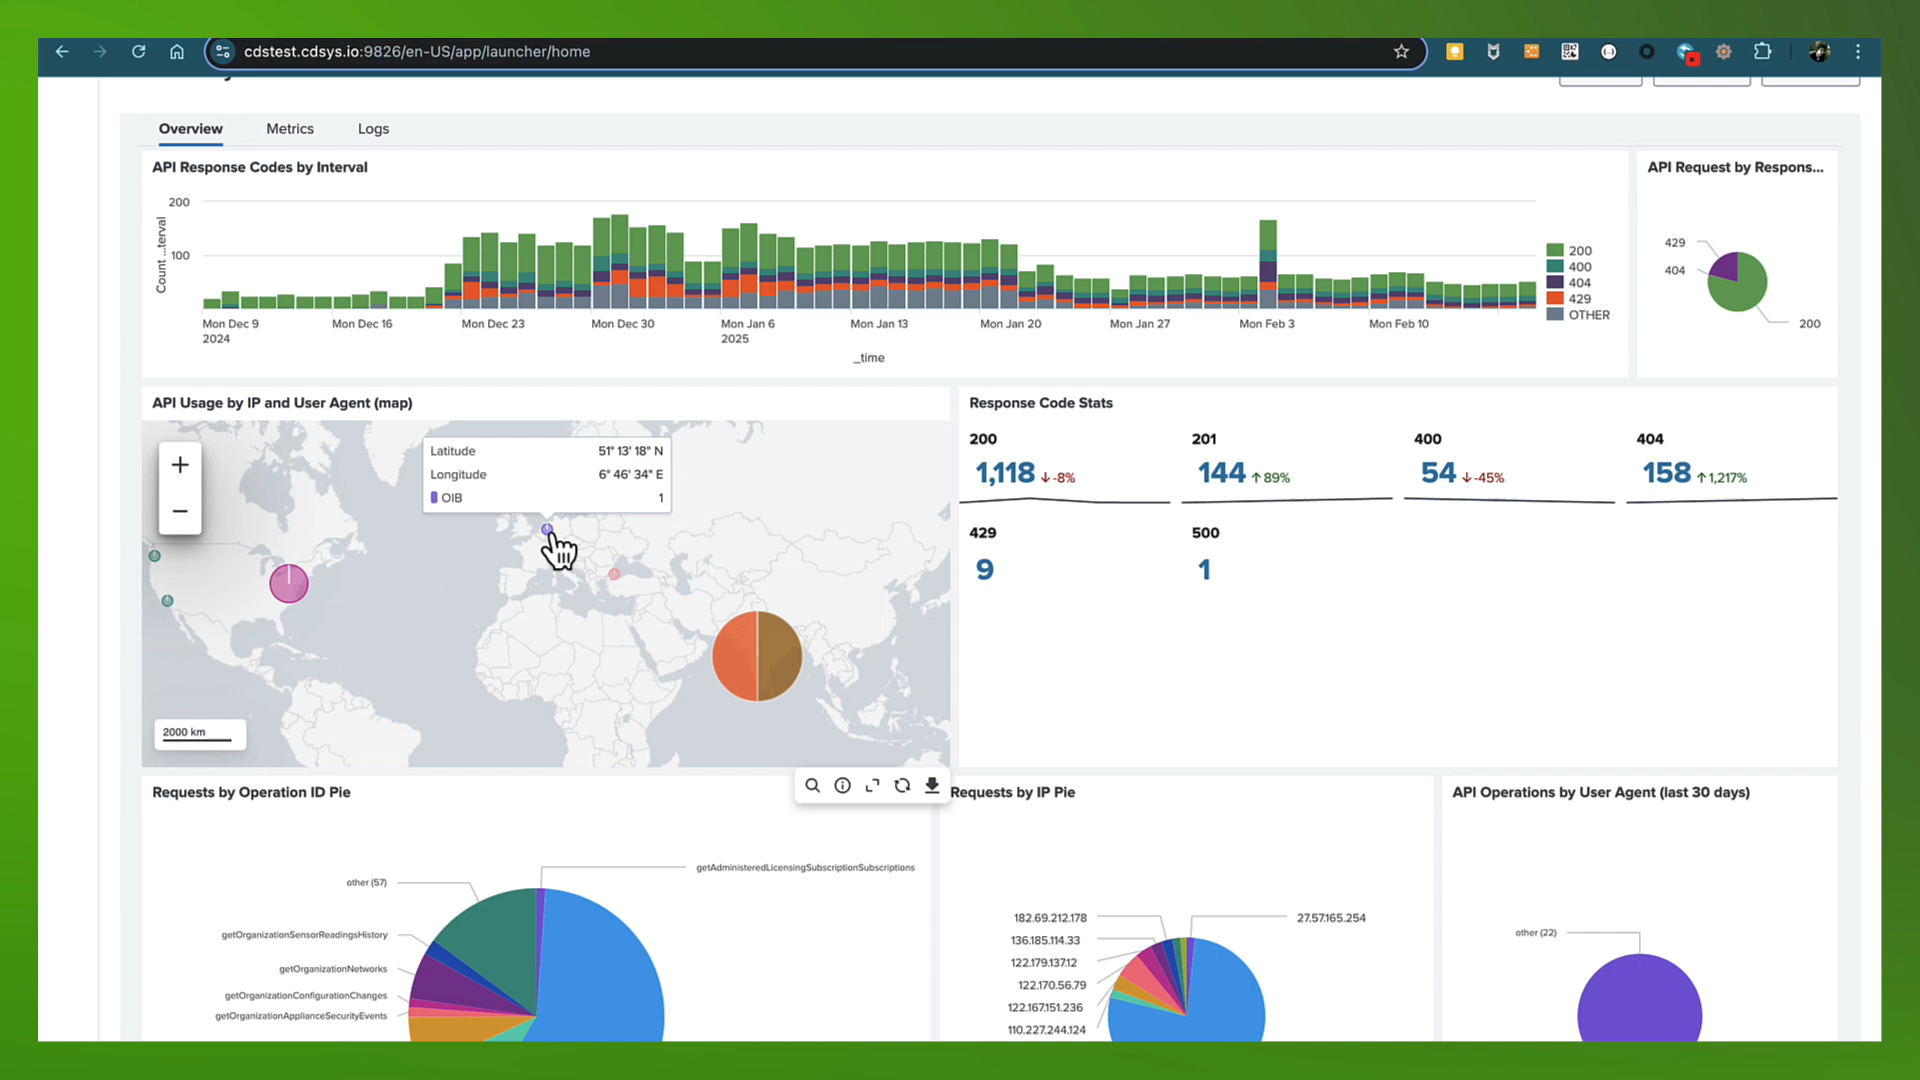 cdstest.cdsys.io:9826/en-US/app/launcher/home
Overview
Metrics
Logs
API Response Codes by Interval
Count ...terval
200
100
Mon Dec 9
2024
Mon Dec 16
Mon Dec 23
Mon Dec 30
Mon Jan 6
2025
Mon Jan 13
Mon Jan 20
Mon Jan 27
Mon Feb 3
Mon Feb 10
_time
200
400
404
429
OTHER
API Request by Respons...
429
404
200
API Usage by IP and User Agent (map)
+
−
Latitude 51° 13' 18" N
Longitude 6° 46' 34" E
OIB 1
2000 km
Response Code Stats
200
1,118 -8%
201
144 89%
400
54 -45%
404
158 1,217%
429
9
500
1
Requests by Operation ID Pie
getAdministeredLicensingSubscriptionSubscriptions
other (57)
getOrganizationSensorReadingsHistory
getOrganizationNetworks
getOrganizationConfigurationChanges
getOrganizationApplianceSecurityEvents
Requests by IP Pie
182.69.212.178
27.57.165.254
136.185.114.33
122.179.137.12
122.170.56.79
122.167.151.236
110.227.244.124
API Operations by User Agent (last 30 days)
other (22)